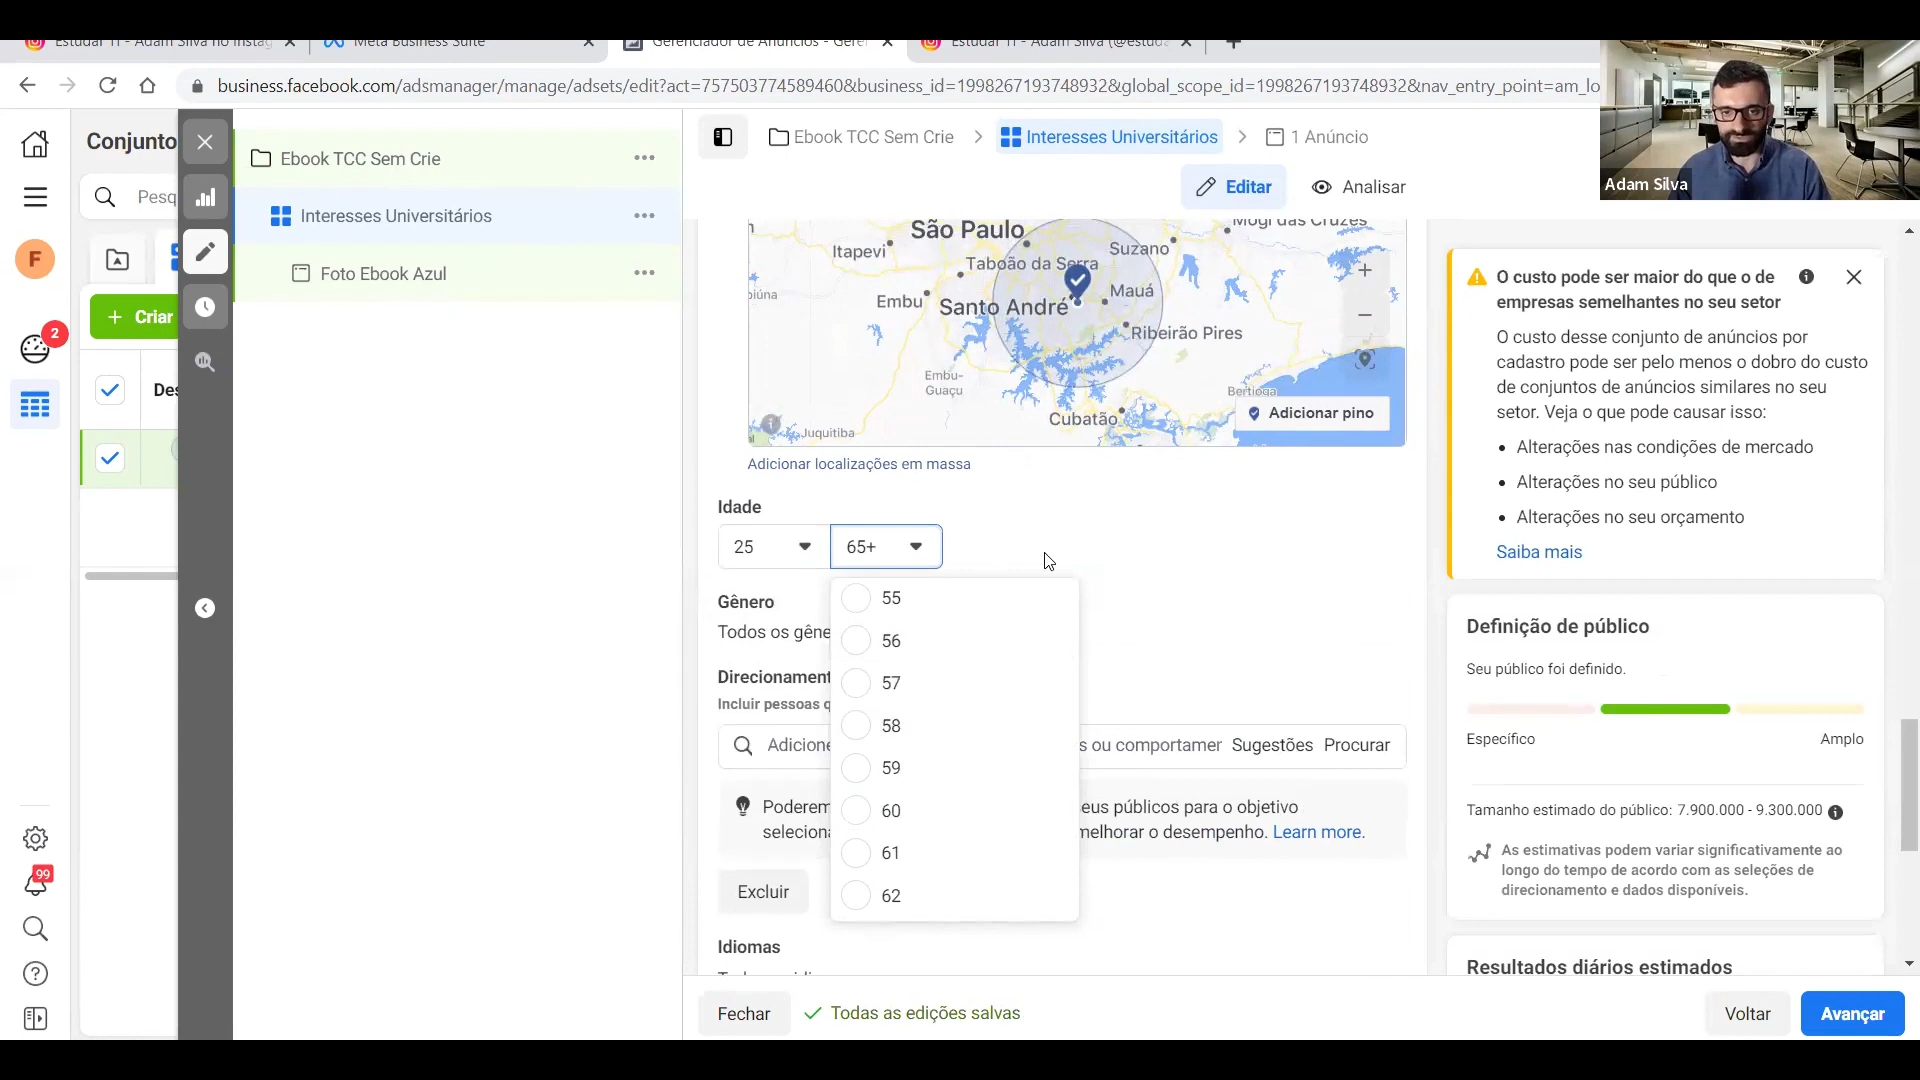 Estudar TI - Adam Silva no Instag
Meta Business Suite
Gerenciador de Anúncios - Gere
Estudar TI - Adam Silva (@estuda
business.facebook.com/adsmanager/manage/adsets/edit?act=757503774589460&business_id=1998267193748932&global_scope_id=1998267193748932&nav_entry_point=am_lo
Adam Silva
Conjunto
Pesq
F
+ Criar
2
Des
99
Ebook TCC Sem Crie
Interesses Universitários
Foto Ebook Azul
Ebook TCC Sem Crie
Interesses Universitários
1 Anúncio
Editar
Analisar
São Paulo
Mogi das Cruzes
Itapevi
Suzano
Taboão da Serra
biúna
Embu
Mauá
Santo André
Ribeirão Pires
Embu-
Guaçu
Bertioga
Cubatão
Juquitiba
Adicionar pino
Adicionar localizações em massa
Idade
25
65+
55
56
57
58
59
60
61
62
Gênero
Todos os gêne
Direcionament
Incluir pessoas q
Adicione
s ou comportamer
Sugestões
Procurar
Poderem
eus públicos para o objetivo
seleciona
melhorar o desempenho. Learn more.
Excluir
Idiomas
Fechar
Todas as edições salvas
Voltar
Avançar
O custo pode ser maior do que o de
empresas semelhantes no seu setor
O custo desse conjunto de anúncios por
cadastro pode ser pelo menos o dobro do custo
de conjuntos de anúncios similares no seu
setor. Veja o que pode causar isso:
• Alterações nas condições de mercado
• Alterações no seu público
• Alterações no seu orçamento
Saiba mais
Definição de público
Seu público foi definido.
Específico
Amplo
Tamanho estimado do público: 7.900.000 - 9.300.000
As estimativas podem variar significativamente ao
longo do tempo de acordo com as seleções de
direcionamento e dados disponíveis.
Resultados diários estimados